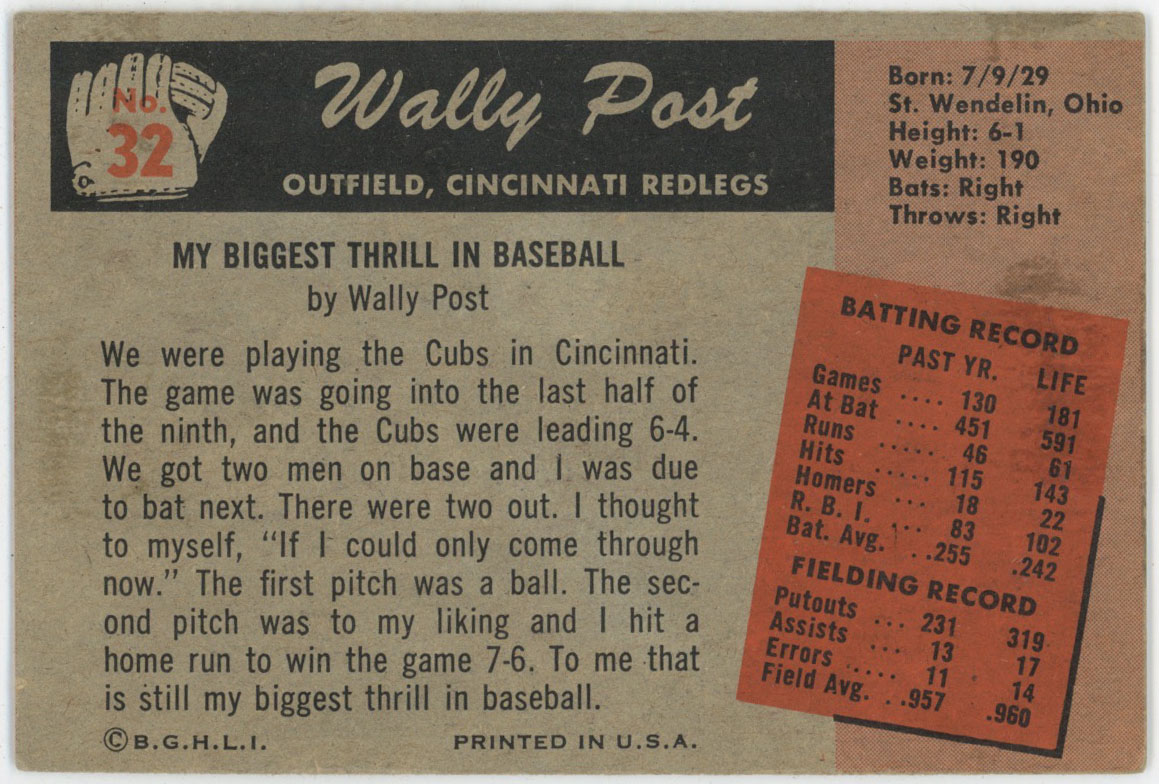 No.
32
Wally Post
OUTFIELD, CINCINNATI REDLEGS
Born: 7/9/29
St. Wendelin, Ohio
Height: 6-1
Weight: 190
Bats: Right
Throws: Right
MY BIGGEST THRILL IN BASEBALL
by Wally Post
We were playing the Cubs in Cincinnati.
The game was going into the last half of
the ninth, and the Cubs were leading 6-4.
We got two men on base and I was due
to bat next. There were two out. I thought
to myself, “If I could only come through
now.” The first pitch was a ball. The sec-
ond pitch was to my liking and I hit a
home run to win the game 7-6. To me that
is still my biggest thrill in baseball.
©B.G.H.L.I. PRINTED IN U.S.A.
BATTING RECORD
PAST YR. LIFE
Games .... 130 181
At Bat .... 451 591
Runs ..... 46 61
Hits ..... 115 143
Homers ... 18 22
R. B. I. ... 83 102
Bat. Avg. ..255 .242
FIELDING RECORD
Putouts ... 231 319
Assists ... 13 17
Errors .... 11 14
Field Avg. ..957 .960